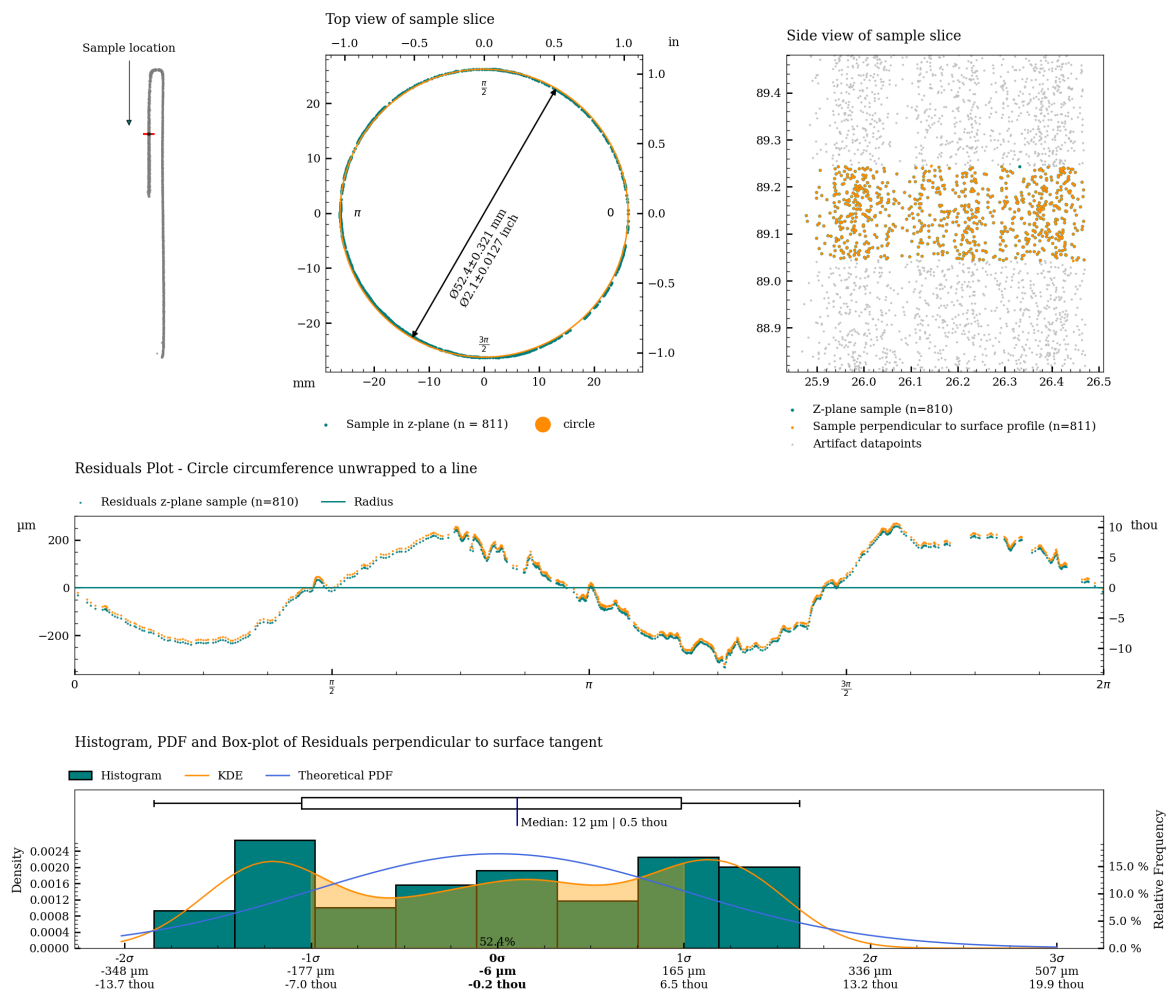 Sample location
Top view of sample slice
−1.0 −0.5 0.0 0.5 1.0 in
20
10
0
−10
−20
mm
−20 −10 0 10 20
1.0
0.5
0.0
−0.5
−1.0
π/2
π
0
3π/2
Ø52.4±0.321 mm
Ø2.1±0.0127 inch
Sample in z-plane (n = 811)
circle
Side view of sample slice
89.4
89.3
89.2
89.1
89.0
88.9
25.9 26.0 26.1 26.2 26.3 26.4 26.5
Z-plane sample (n=810)
Sample perpendicular to surface profile (n=811)
Artifact datapoints
Residuals Plot - Circle circumference unwrapped to a line
Residuals z-plane sample (n=810)
Radius
µm
200
0
−200
10 thou
5
0
−5
−10
0 π/2 π 3π/2 2π
Histogram, PDF and Box-plot of Residuals perpendicular to surface tangent
Histogram
KDE
Theoretical PDF
Median: 12 µm | 0.5 thou
Density
0.0024
0.0020
0.0016
0.0012
0.0008
0.0004
0.0000
Relative Frequency
15.0 %
10.0 %
5.0 %
0.0 %
52.4%
-2σ -1σ 0σ 1σ 2σ 3σ
-348 µm -177 µm -6 µm 165 µm 336 µm 507 µm
-13.7 thou -7.0 thou -0.2 thou 6.5 thou 13.2 thou 19.9 thou